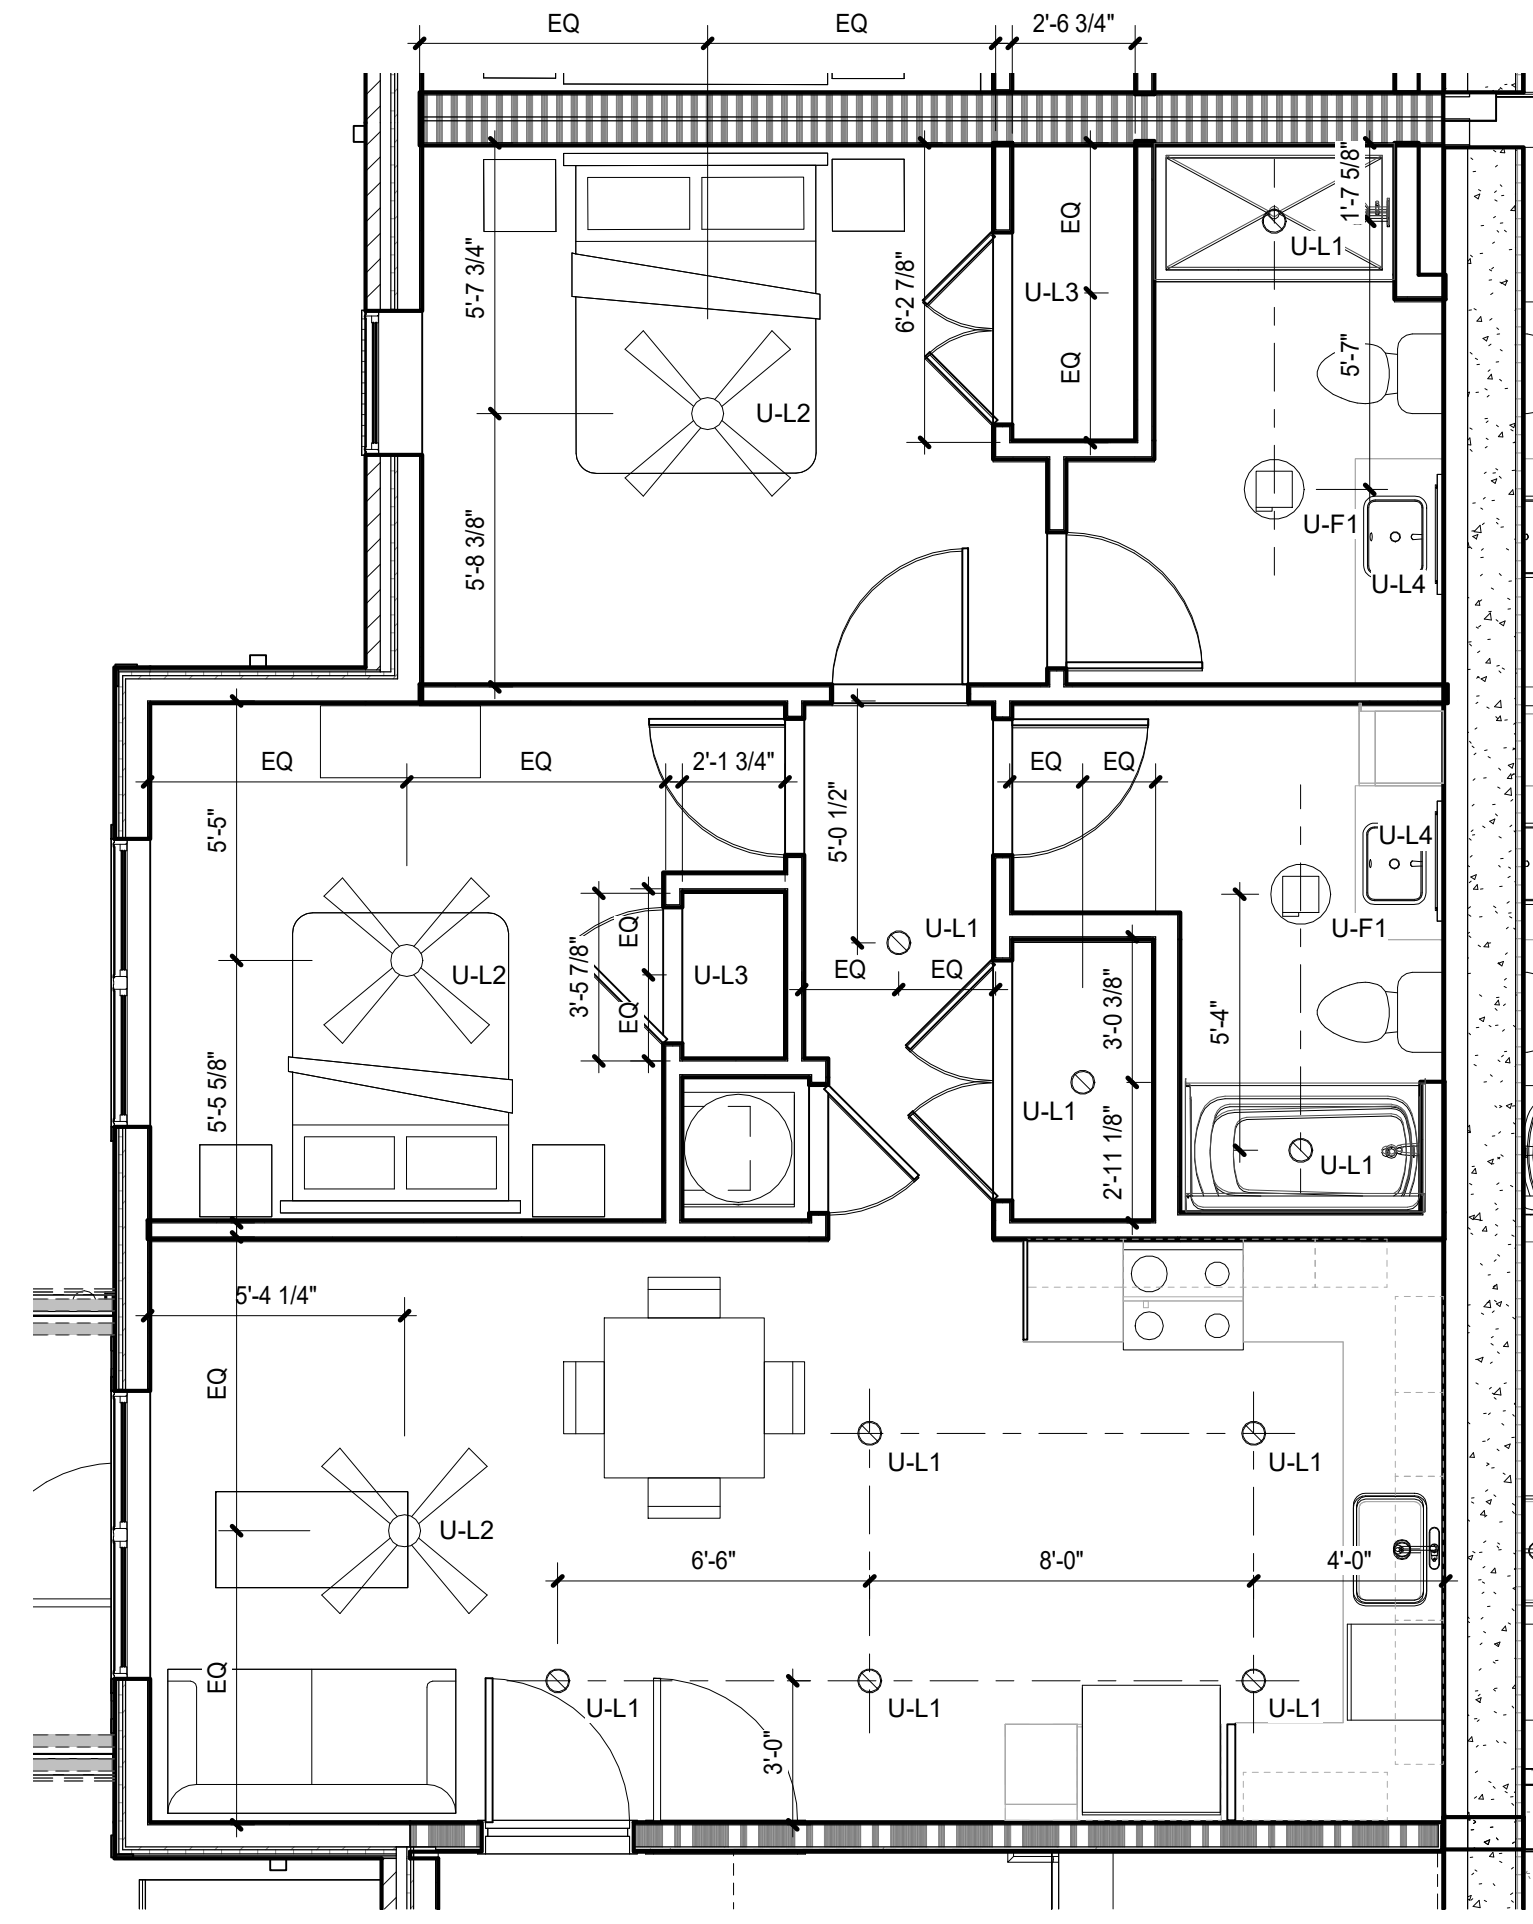 EQ
EQ
2'-6 3/4"
1'-7 5/8"
EQ
U-L1
5'-7 3/4"
6'-2 7/8"
U-L3
5'-7"
EQ
U-L2
U-F1
5'-8 3/8"
U-L4
EQ
EQ
2'-1 3/4"
EQ
EQ
5'-5"
5'-0 1/2"
U-L4
EQ
U-L1
U-F1
U-L2
3'-5 7/8"
U-L3
EQ
EQ
EQ
3'-0 3/8"
5'-4"
5'-5 5/8"
U-L1
2'-11 1/8"
U-L1
5'-4 1/4"
EQ
U-L1
U-L1
U-L2
6'-6"
8'-0"
4'-0"
EQ
U-L1
U-L1
U-L1
3'-0"